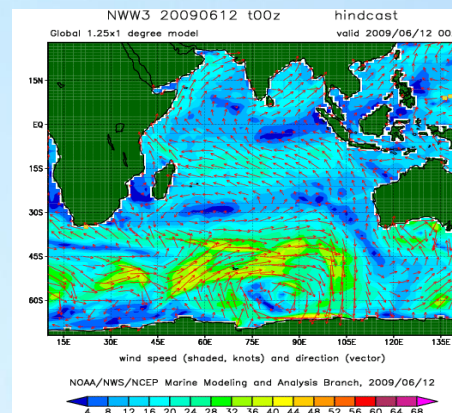 NWW3 20090612 t00z hindcast
Global 1.25x1 degree model valid 2009/06/12 00
15N
EQ
15S
30S
45S
60S
15E 30E 45E 60E 75E 90E 105E 120E 135E
wind speed (shaded, knots) and direction (vector)
NOAA/NWS/NCEP Marine Modeling and Analysis Branch, 2009/06/12
4 8 12 16 20 24 28 32 36 40 44 48 52 56 60 64 68